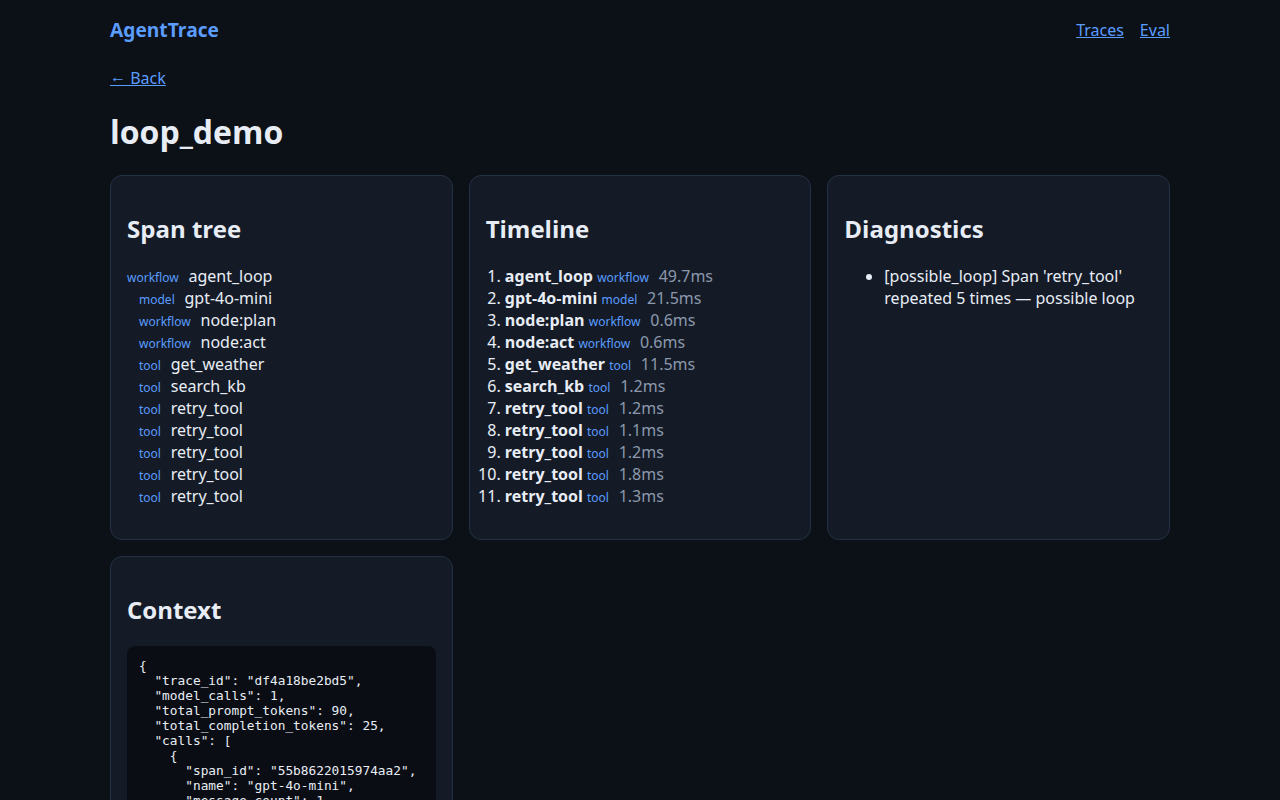 AgentTrace
Traces Eval
← Back
loop_demo
Span tree
workflow agent_loop
model gpt-4o-mini
workflow node:plan
workflow node:act
tool get_weather
tool search_kb
tool retry_tool
tool retry_tool
tool retry_tool
tool retry_tool
tool retry_tool
Timeline
1. agent_loop workflow 49.7ms
2. gpt-4o-mini model 21.5ms
3. node:plan workflow 0.6ms
4. node:act workflow 0.6ms
5. get_weather tool 11.5ms
6. search_kb tool 1.2ms
7. retry_tool tool 1.2ms
8. retry_tool tool 1.1ms
9. retry_tool tool 1.2ms
10. retry_tool tool 1.8ms
11. retry_tool tool 1.3ms
Diagnostics
[possible_loop] Span 'retry_tool'
repeated 5 times — possible loop
Context
{
"trace_id": "df4a18be2bd5",
"model_calls": 1,
"total_prompt_tokens": 90,
"total_completion_tokens": 25,
"calls": [
{
"span_id": "55b8622015974aa2",
"name": "gpt-4o-mini",
"message_count": 1